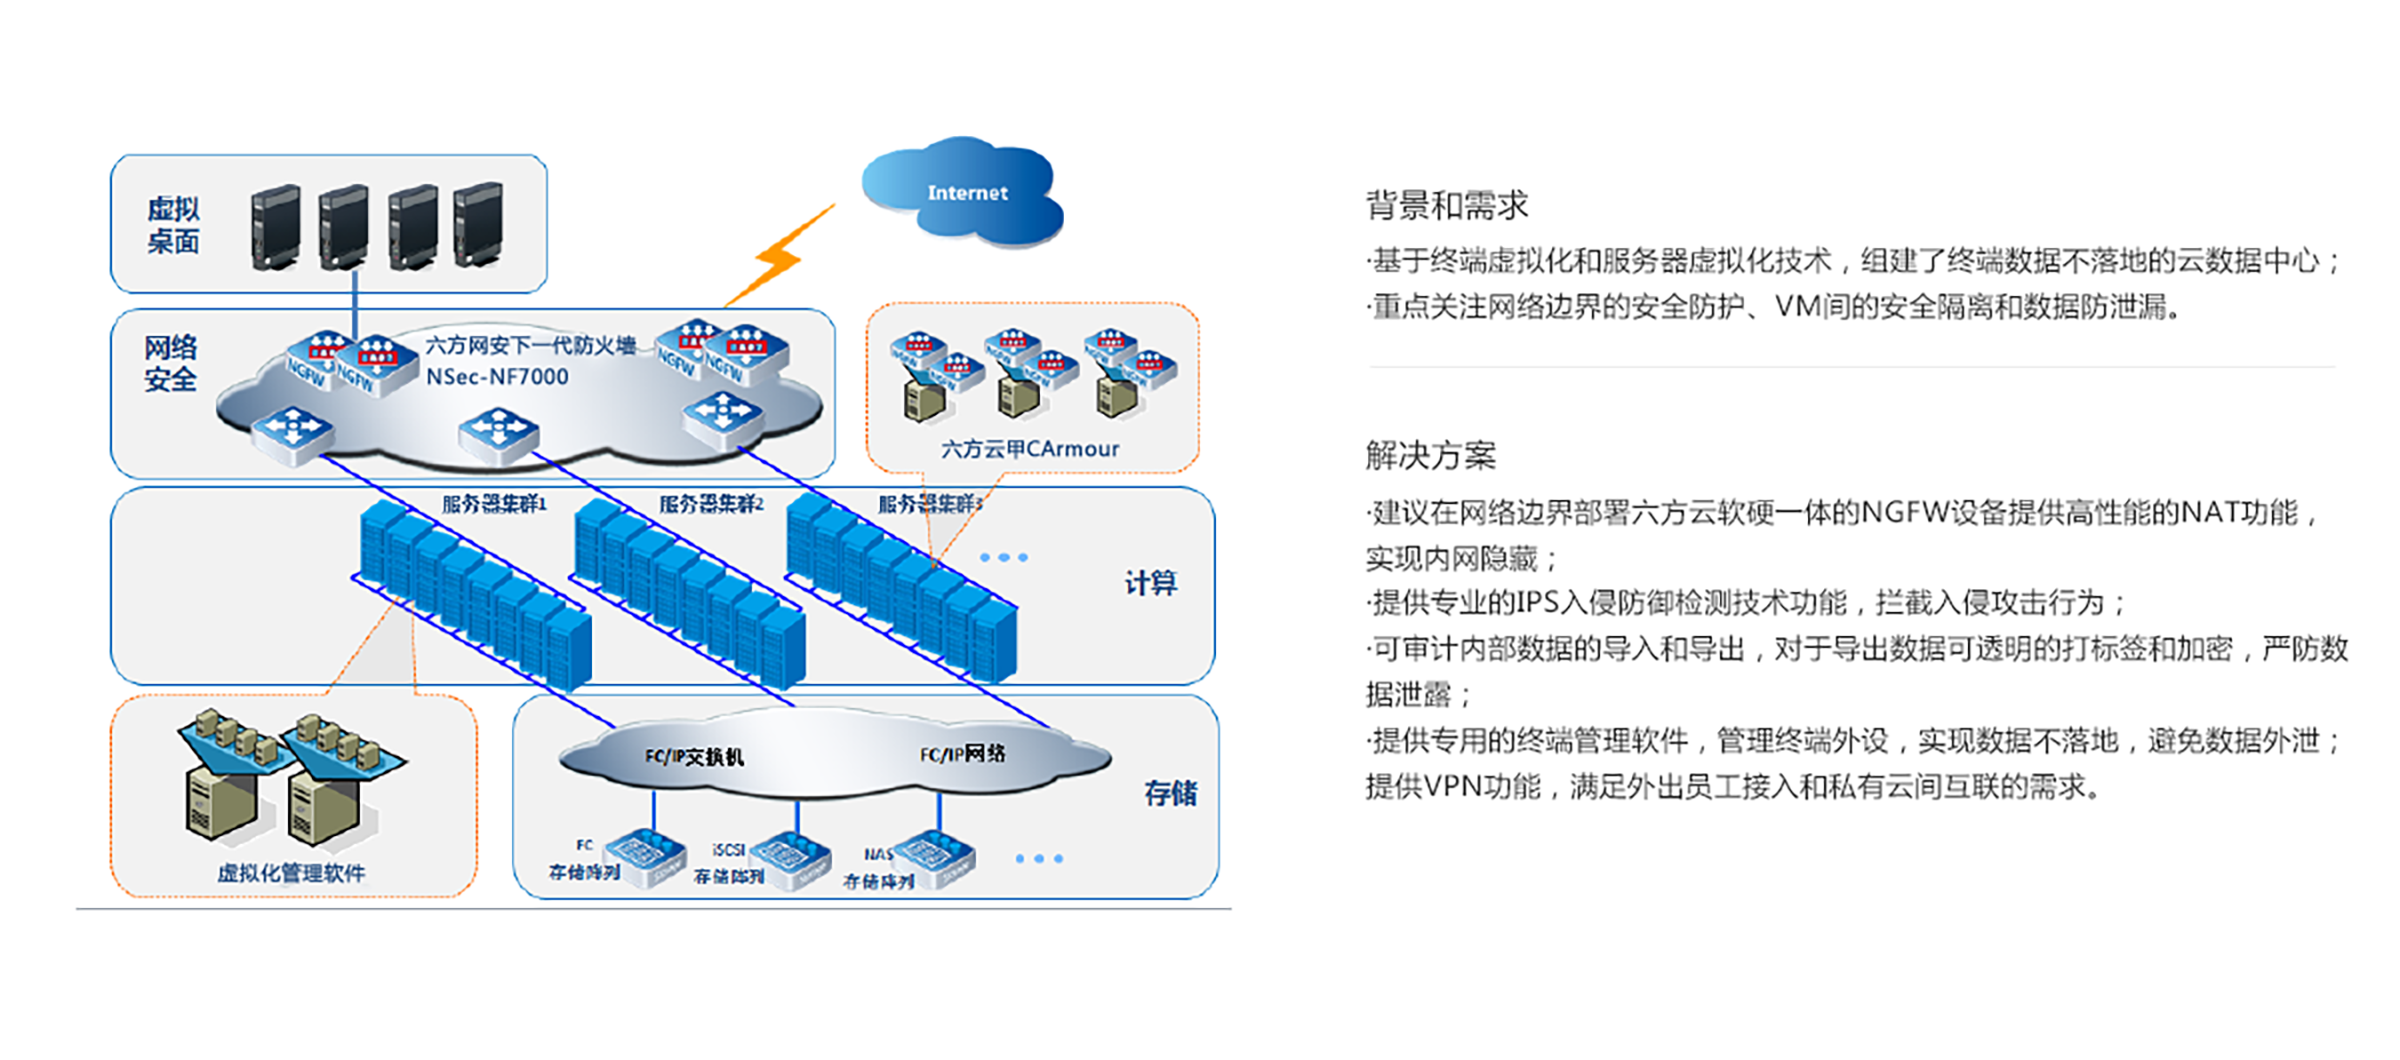 Internet
虚拟
桌面
网络
安全
六方网安下一代防火墙
NSec-NF7000
NGFW
NGFW
NGFW
NGFW
NGFW
NGFW
NGFW
NGFW
NGFW
NGFW
六方云甲CArmour
服务器集群1
服务器集群2
服务器集群3
计算
虚拟化管理软件
FC/IP交换机
FC/IP网络
存储
FC
存储阵列
iSCSI
存储阵列
NAS
存储阵列
背景和需求
·基于终端虚拟化和服务器虚拟化技术，组建了终端数据不落地的云数据中心；
·重点关注网络边界的安全防护、VM间的安全隔离和数据防泄漏。
解决方案
·建议在网络边界部署六方云软硬一体的NGFW设备提供高性能的NAT功能，
实现内网隐藏；
·提供专业的IPS入侵防御检测技术功能，拦截入侵攻击行为；
·可审计内部数据的导入和导出，对于导出数据可透明的打标签和加密，严防数
据泄露；
·提供专用的终端管理软件，管理终端外设，实现数据不落地，避免数据外泄；
提供VPN功能，满足外出员工接入和私有云间互联的需求。